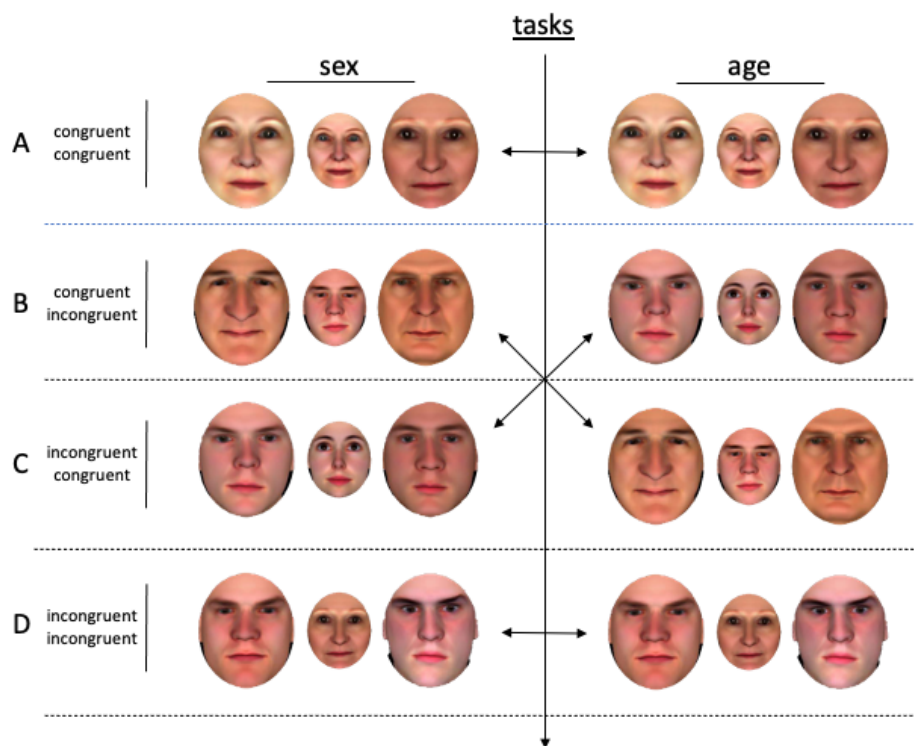 tasks
sex
age
A
congruent
congruent
B
congruent
incongruent
C
incongruent
congruent
D
incongruent
incongruent